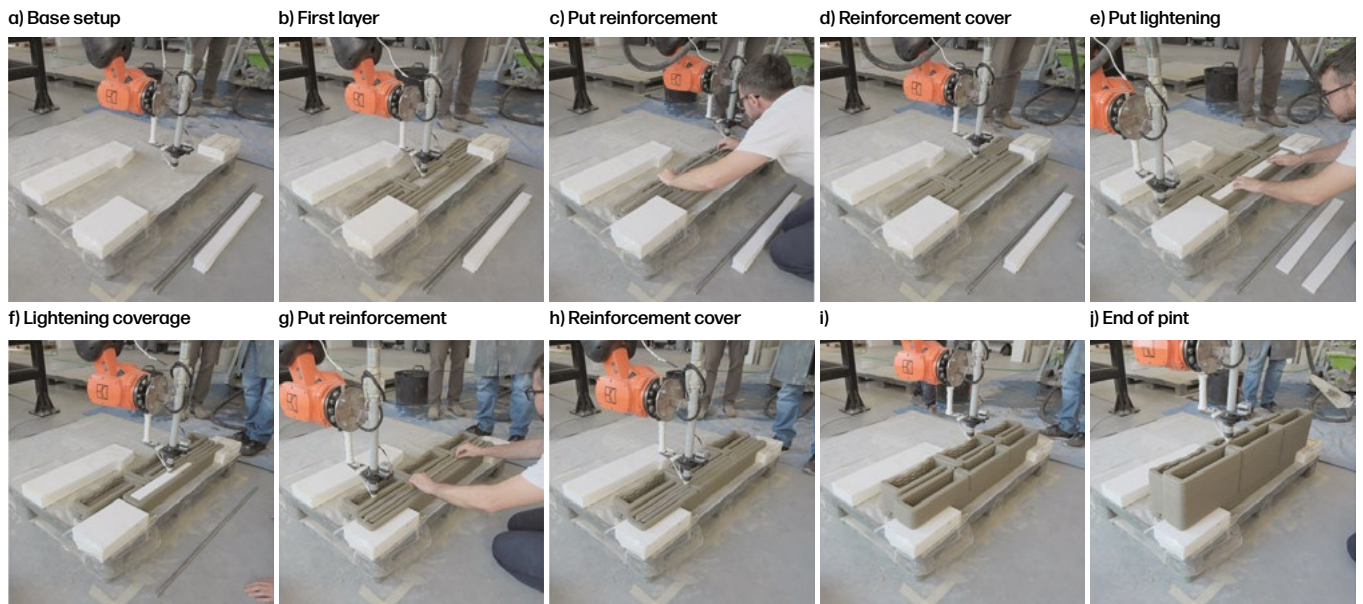 a) Base setup
b) First layer
c) Put reinforcement
d) Reinforcement cover
e) Put lightening
f) Lightening coverage
g) Put reinforcement
h) Reinforcement cover
i)
j) End of pint